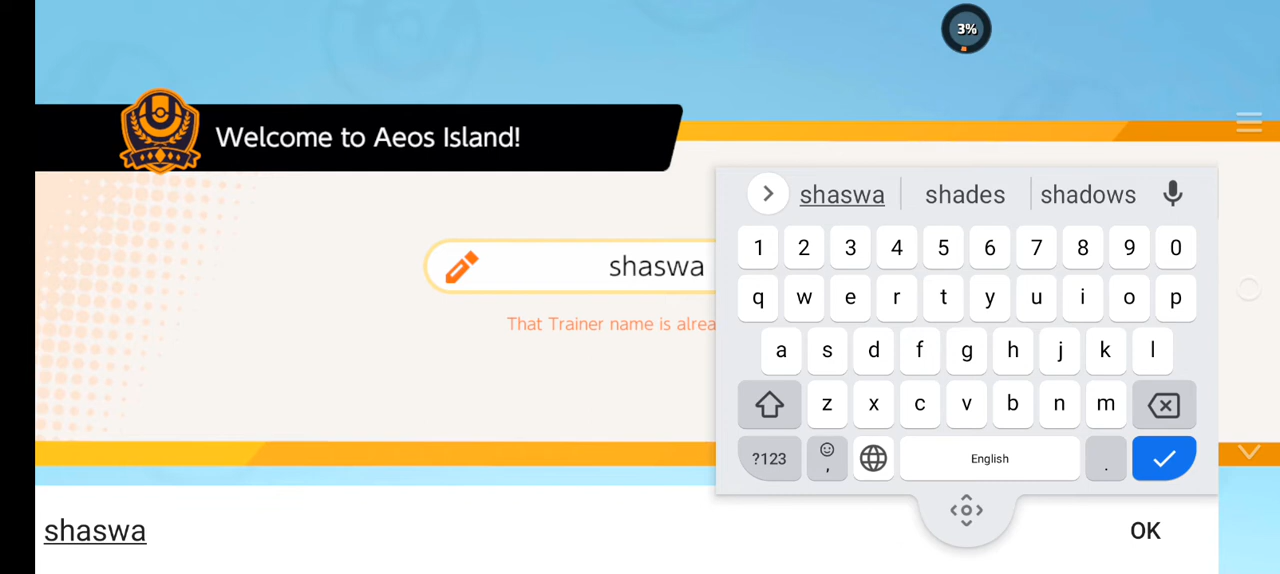 3%
Welcome to Aeos Island!
shaswa
That Trainer name is alrea
shaswa shades shadows
1 2 3 4 5 6 7 8 9 0
q w e r t y u i o p
a s d f g h j k l
z x c v b n m
?123 , English .
shaswa OK